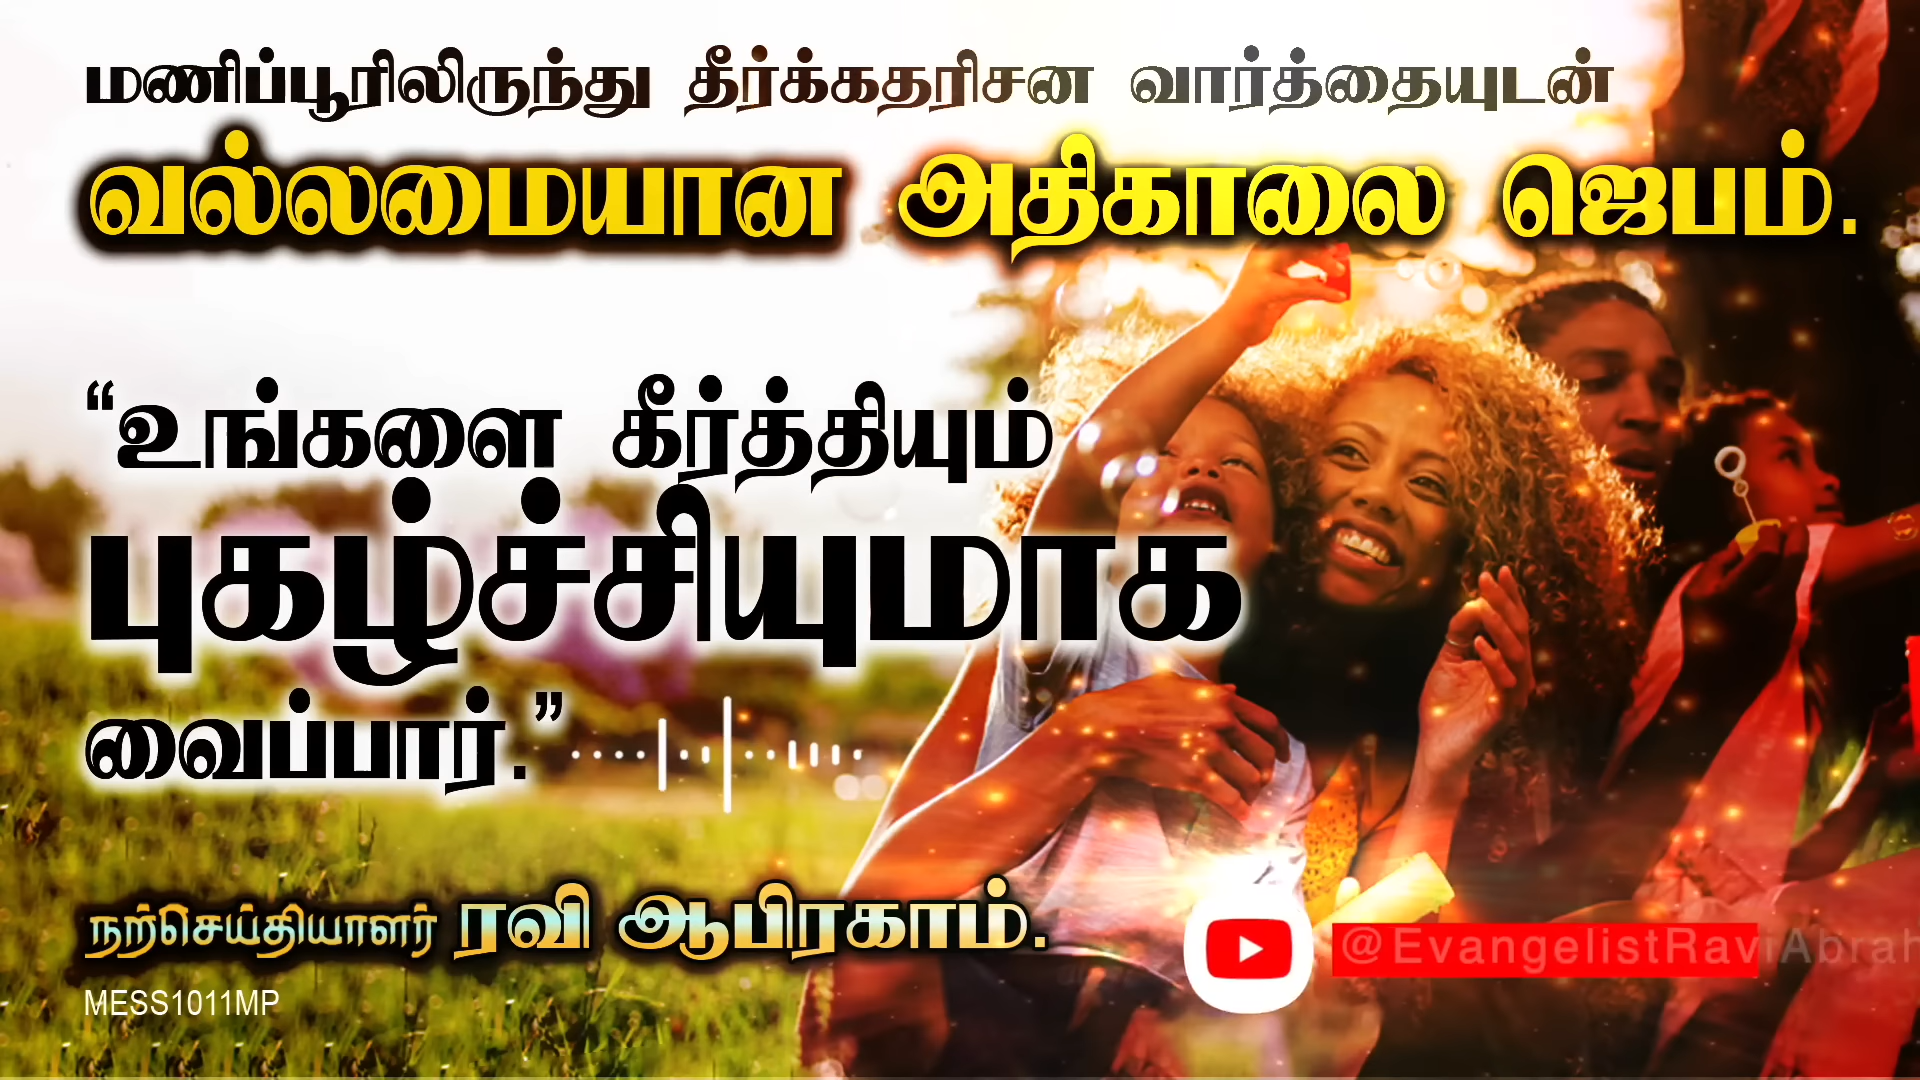 மணிப்பூரிலிருந்து தீர்க்கதரிசன வார்த்தையுடன்
வல்லமையான அதிகாலை ஜெபம்.
“உங்களை கீர்த்தியும்
புகழ்ச்சியுமாக
வைப்பார்.”
நற்செய்தியாளர் ரவி ஆபிரகாம்.
@EvangelistRaviAbrah
MESS1011MP